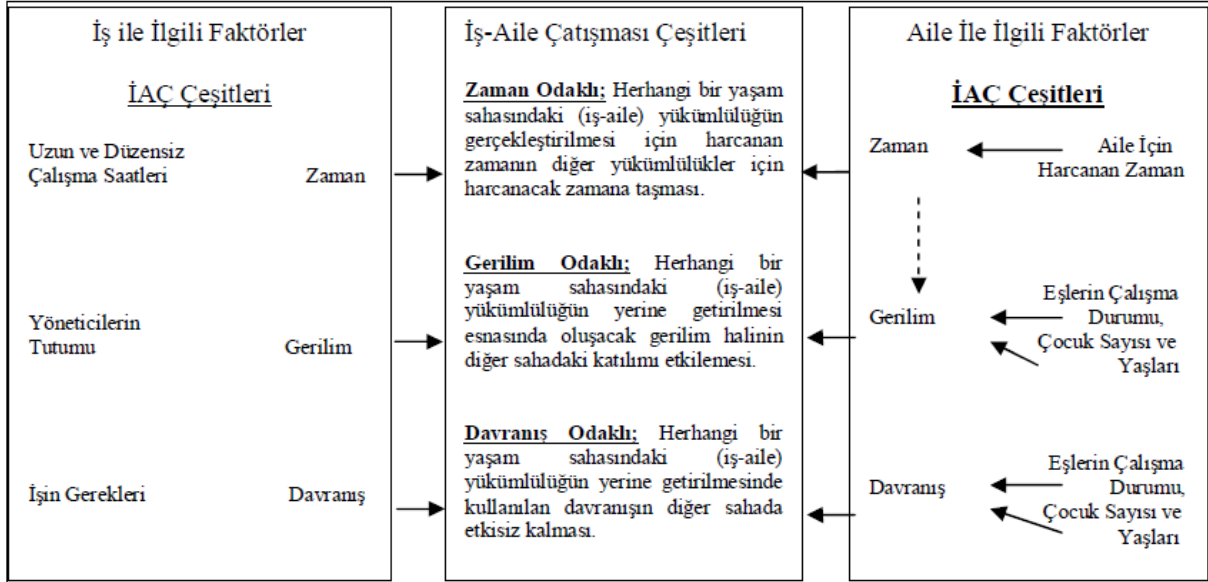 İş ile İlgili Faktörler
İAÇ Çeşitleri
Uzun ve Düzensiz
Çalışma Saatleri Zaman
Yöneticilerin
Tutumu Gerilim
İşin Gerekleri Davranış
İş-Aile Çatışması Çeşitleri
Zaman Odaklı; Herhangi bir yaşam
sahasındaki (iş-aile) yükümlülüğün
gerçekleştirilmesi için harcanan
zamanın diğer yükümlülükler için
harcanacak zamana taşması.
Gerilim Odaklı; Herhangi bir
yaşam sahasındaki (iş-aile)
yükümlülüğün yerine getirilmesi
esnasında oluşacak gerilim halinin
diğer sahadaki katılımı etkilemesi.
Davranış Odaklı; Herhangi bir
yaşam sahasındaki (iş-aile)
yükümlülüğün yerine getirilmesinde
kullanılan davranışın diğer sahada
etkisiz kalması.
Aile İle İlgili Faktörler
İAÇ Çeşitleri
Zaman Aile İçin
Harcanan Zaman
Gerilim Eşlerin Çalışma
Durumu,
Çocuk Sayısı ve
Yaşları
Davranış Eşlerin Çalışma
Durumu,
Çocuk Sayısı ve
Yaşları